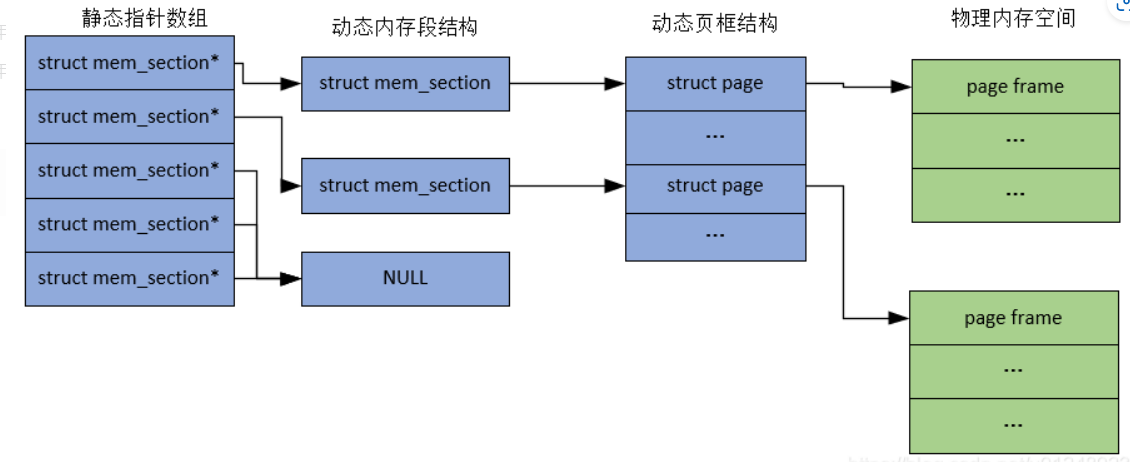 静态指针数组
动态内存段结构
动态页框结构
物理内存空间
struct mem_section*
struct mem_section*
struct mem_section*
struct mem_section*
struct mem_section*
struct mem_section
struct mem_section
NULL
struct page
...
struct page
...
page frame
...
...
page frame
...
...